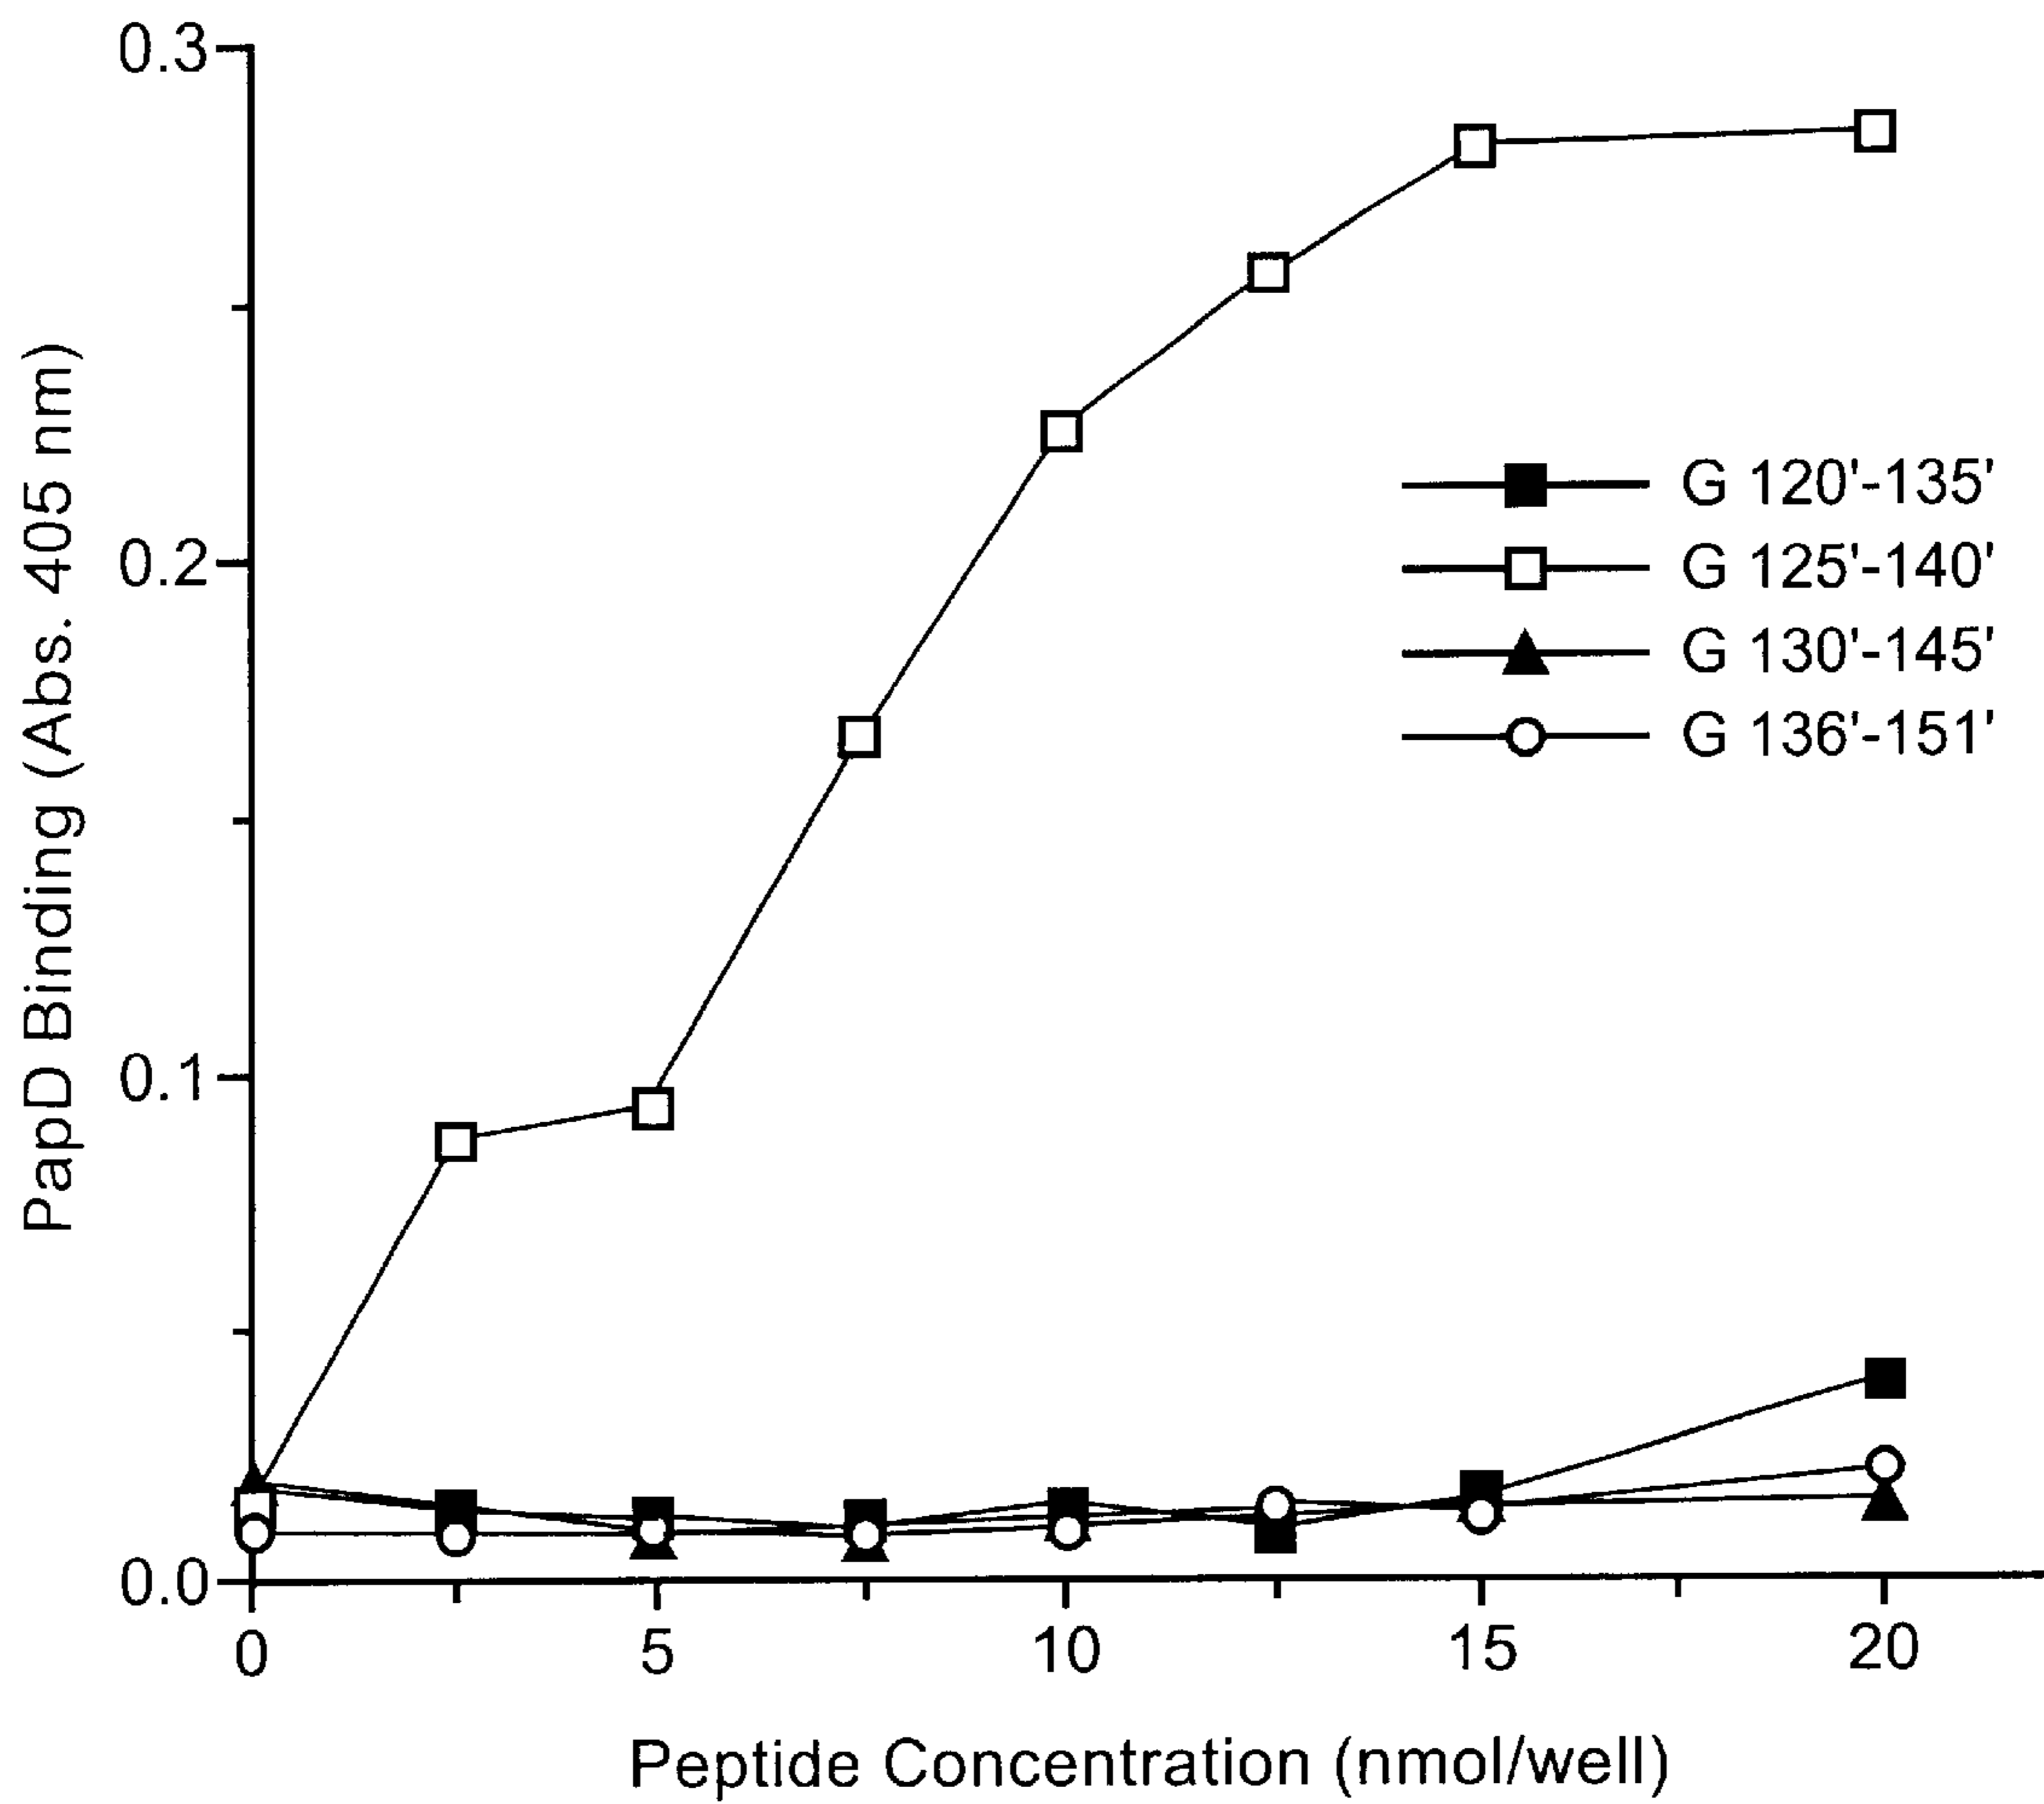 0.3
0.2
0.1
0.0
PapD Binding (Abs. 405 nm)
G 120'-135'
G 125'-140'
G 130'-145'
G 136'-151'
0 5 10 15 20
Peptide Concentration (nmol/well)